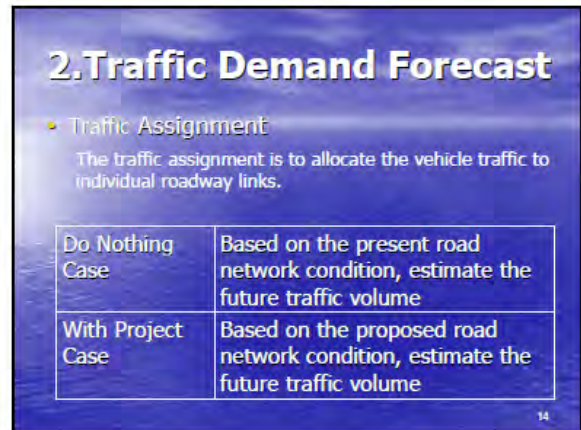 2.Traffic Demand Forecast
• Traffic Assignment
The traffic assignment is to allocate the vehicle traffic to
individual roadway links.
Do Nothing
Case
Based on the present road
network condition, estimate the
future traffic volume
With Project
Case
Based on the proposed road
network condition, estimate the
future traffic volume
14